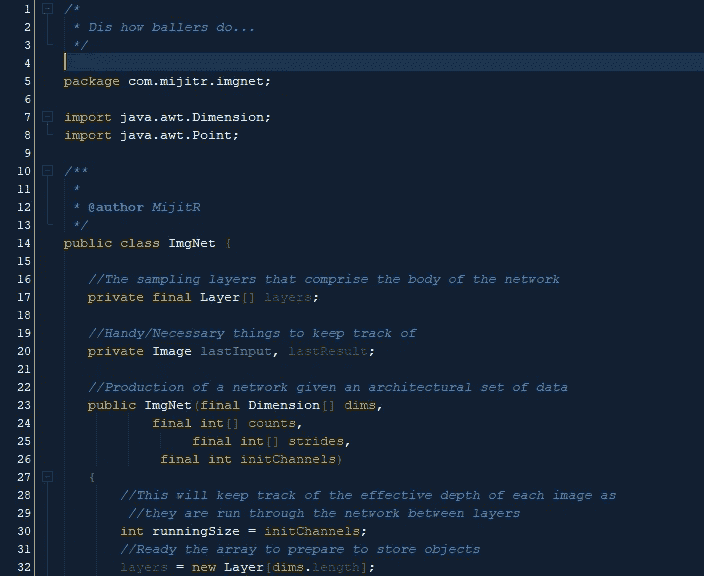 1 /*
2 * Dis how ballers do...
3 */
4
5 package com.mijitr.imgnet;
6
7 import java.awt.Dimension;
8 import java.awt.Point;
9
10 /**
11 *
12 * @author MijitR
13 */
14 public class ImgNet {
15
16 //The sampling layers that comprise the body of the network
17 private final Layer[] layers;
18
19 //Handy/Necessary things to keep track of
20 private Image lastInput, lastResult;
21
22 //Production of a network given an architectural set of data
23 public ImgNet(final Dimension[] dims,
24 final int[] counts,
25 final int[] strides,
26 final int initChannels)
27 {
28 //This will keep track of the effective depth of each image as
29 //they are run through the network between layers
30 int runningSize = initChannels;
31 //Ready the array to prepare to store objects
32 layers = new Layer[dims.length];